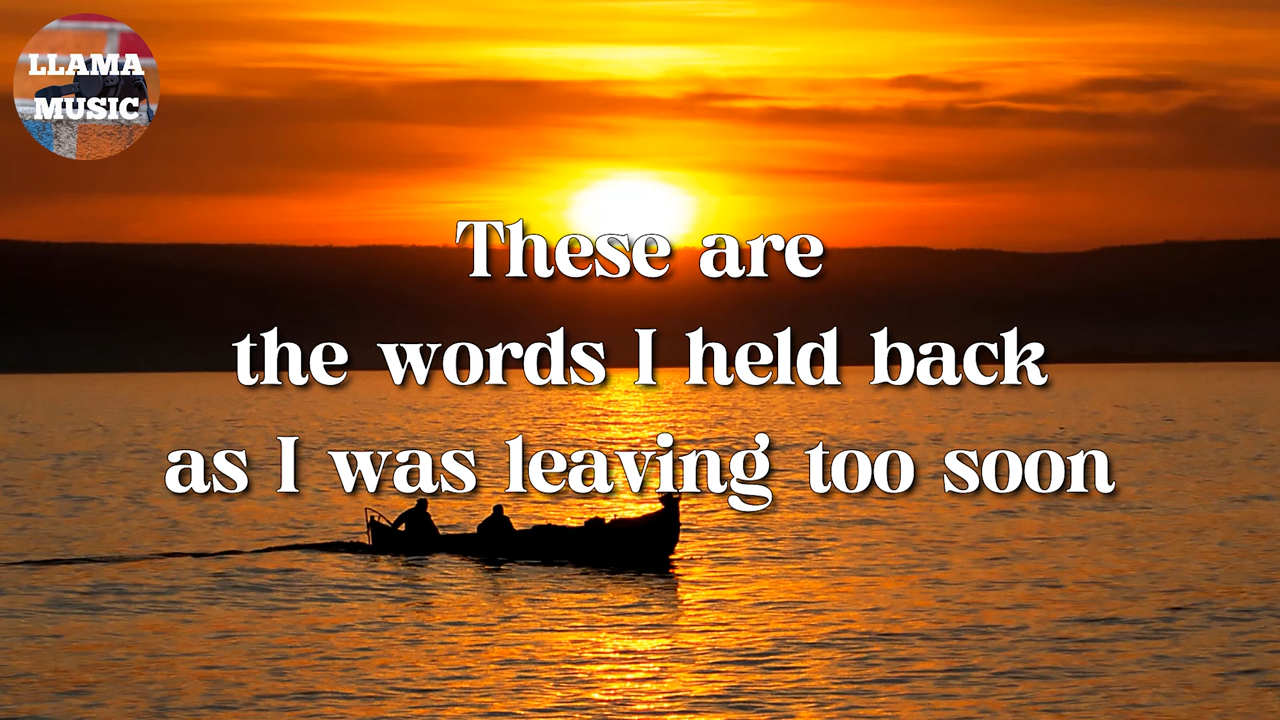 LLAMA
MUSIC
These are
the words I held back
as I was leaving too soon